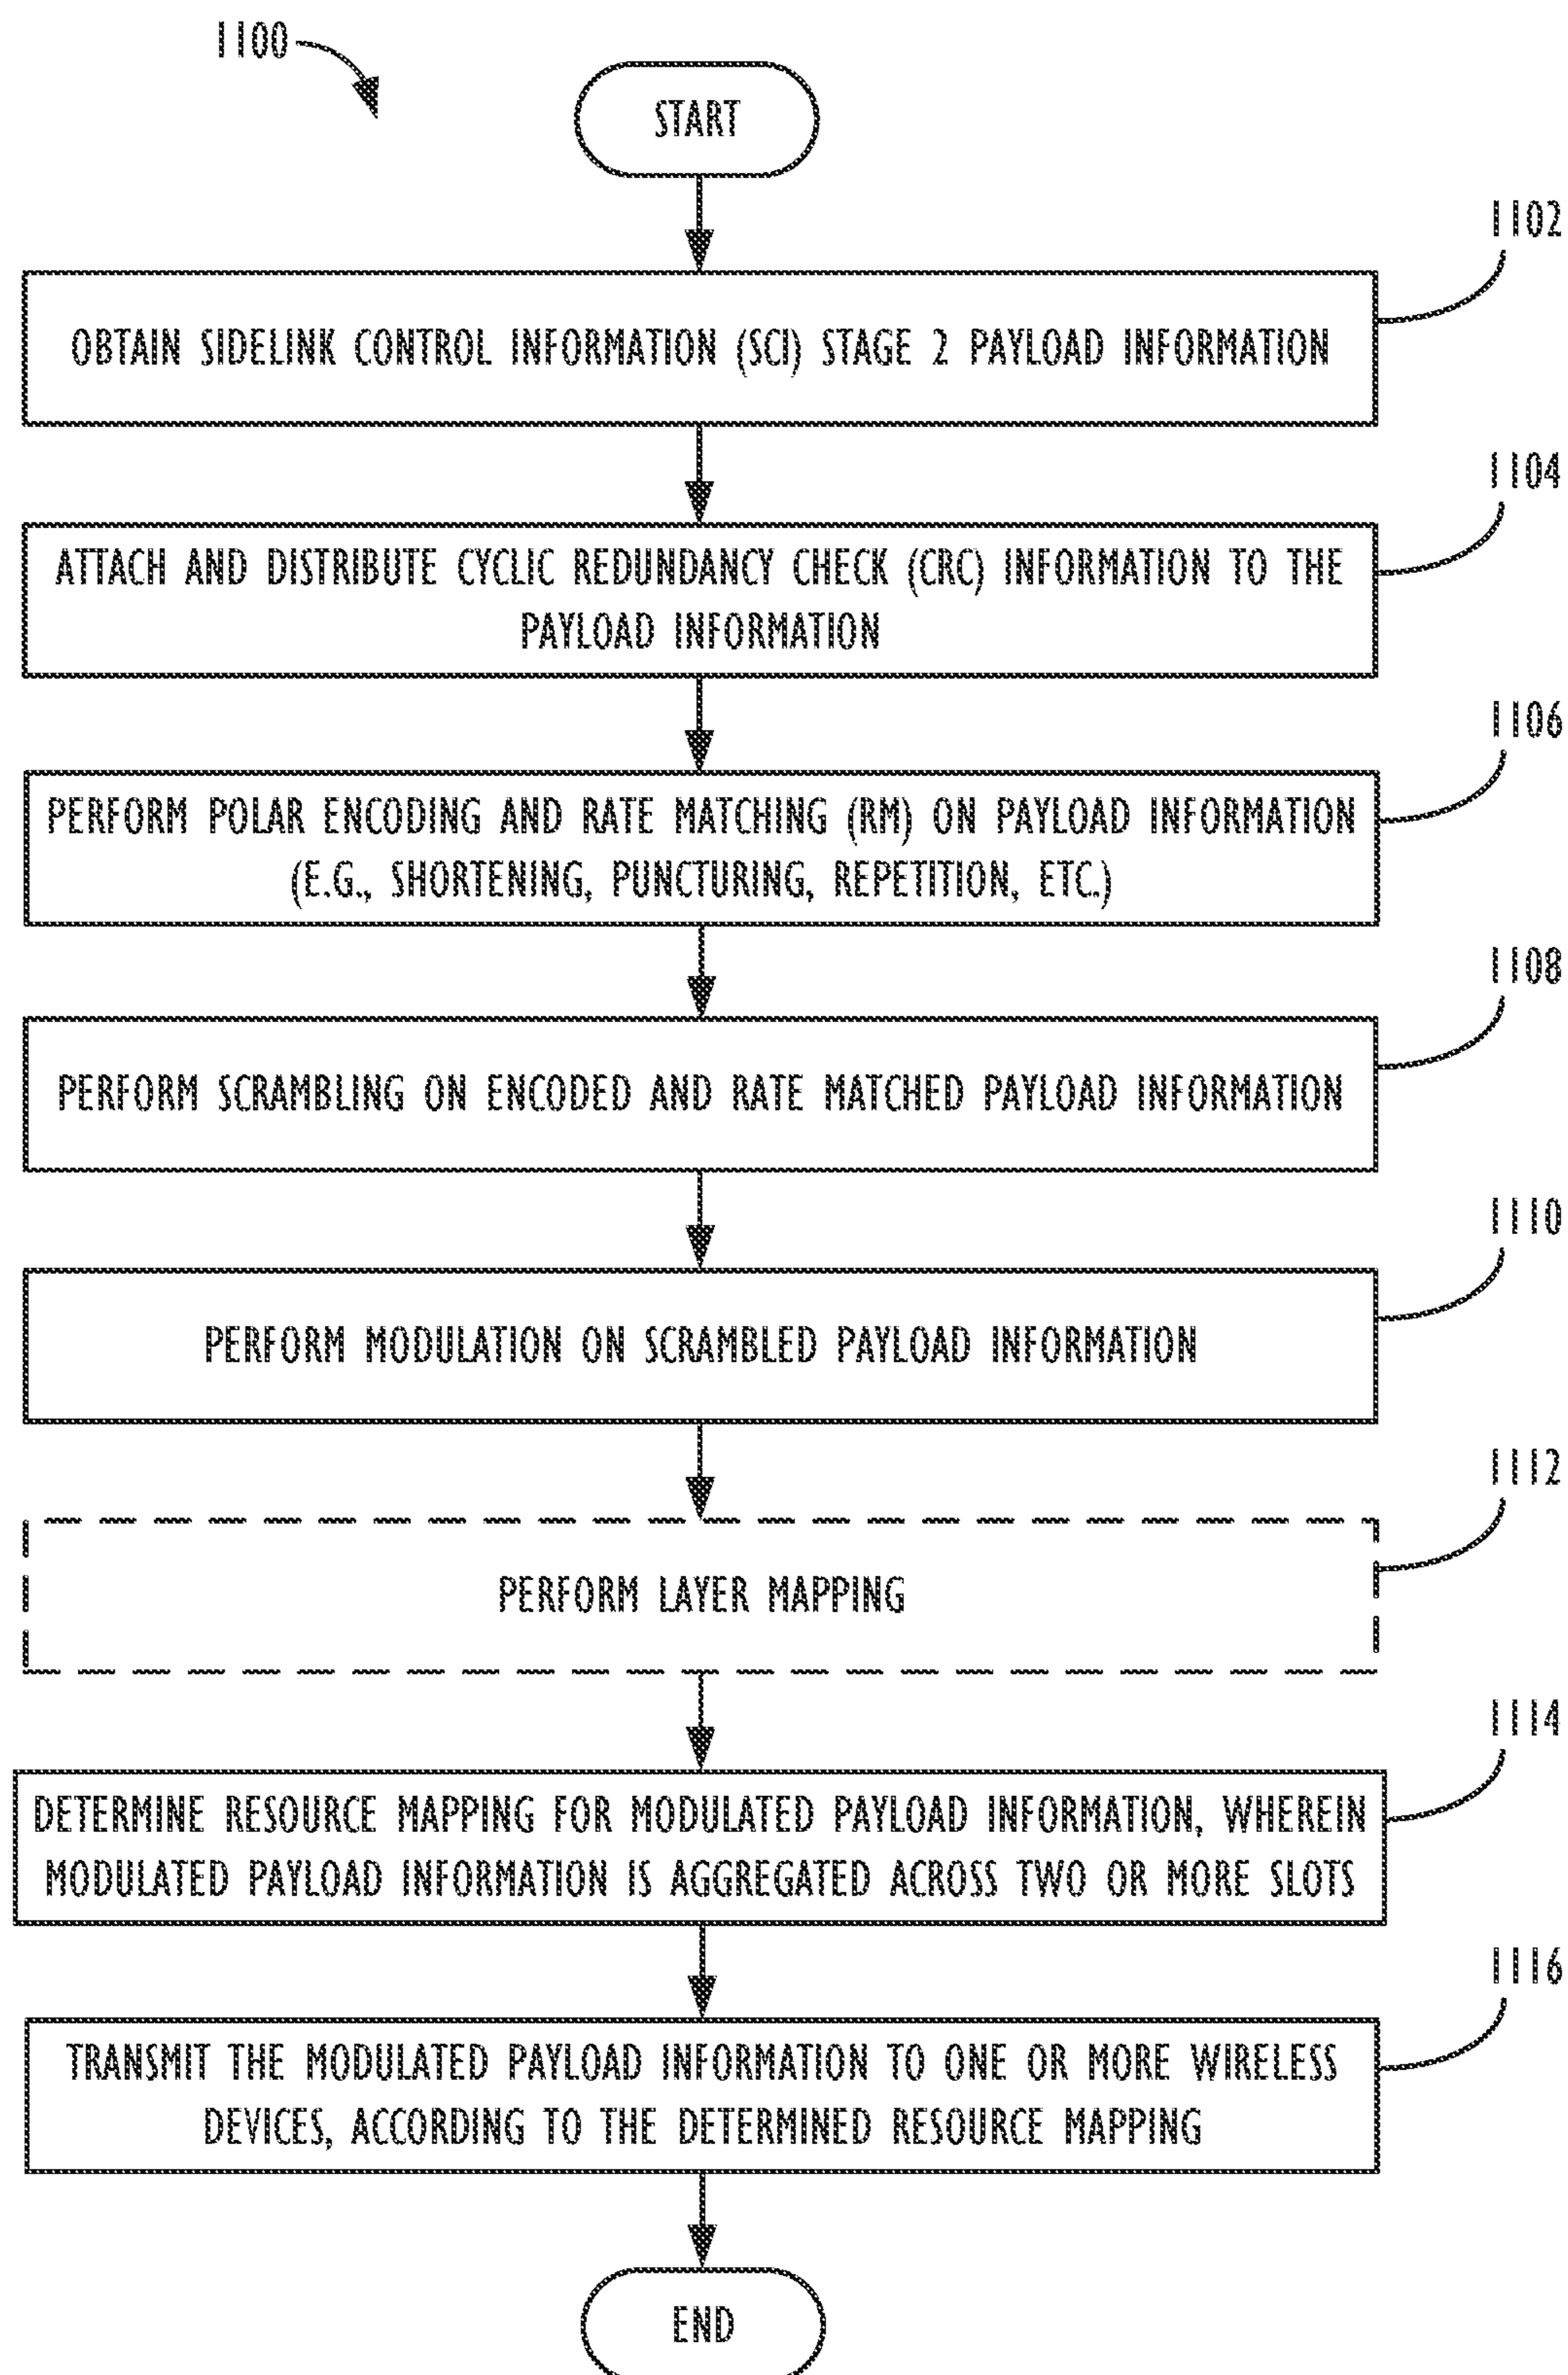 1100
START
1102
OBTAIN SIDELINK CONTROL INFORMATION (SCI) STAGE 2 PAYLOAD INFORMATION
1104
ATTACH AND DISTRIBUTE CYCLIC REDUNDANCY CHECK (CRC) INFORMATION TO THE
PAYLOAD INFORMATION
1106
PERFORM POLAR ENCODING AND RATE MATCHING (RM) ON PAYLOAD INFORMATION
(E.G., SHORTENING, PUNCTURING, REPETITION, ETC.)
1108
PERFORM SCRAMBLING ON ENCODED AND RATE MATCHED PAYLOAD INFORMATION
1110
PERFORM MODULATION ON SCRAMBLED PAYLOAD INFORMATION
1112
PERFORM LAYER MAPPING
1114
DETERMINE RESOURCE MAPPING FOR MODULATED PAYLOAD INFORMATION, WHEREIN
MODULATED PAYLOAD INFORMATION IS AGGREGATED ACROSS TWO OR MORE SLOTS
1116
TRANSMIT THE MODULATED PAYLOAD INFORMATION TO ONE OR MORE WIRELESS
DEVICES, ACCORDING TO THE DETERMINED RESOURCE MAPPING
END